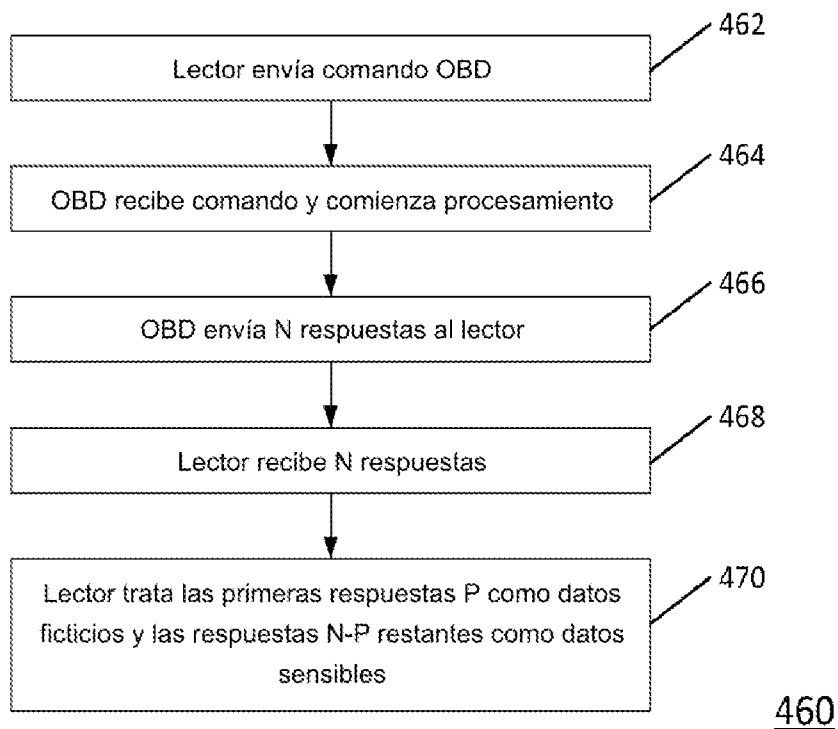 462
Lector envía comando OBD
464
OBD recibe comando y comienza procesamiento
466
OBD envía N respuestas al lector
468
Lector recibe N respuestas
470
Lector trata las primeras respuestas P como datos
ficticios y las respuestas N-P restantes como datos
sensibles
460